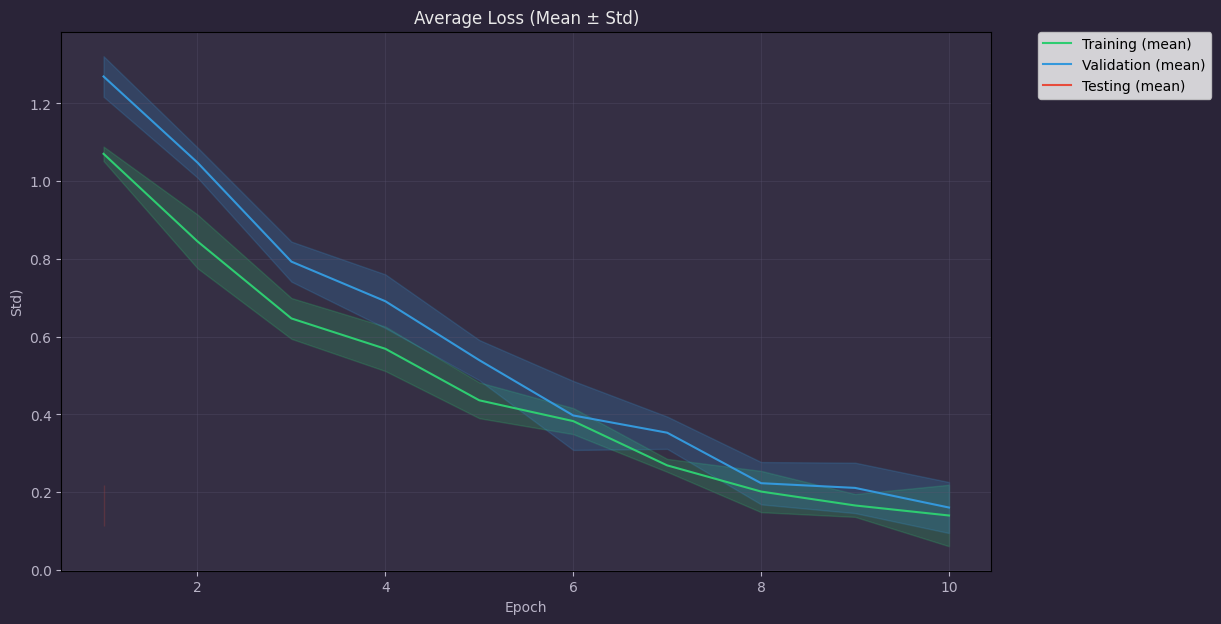 Average Loss (Mean ± Std)
Training (mean)
Validation (mean)
Testing (mean)
1.2
1.0
0.8
0.6
0.4
0.2
0.0
Std)
2 4 6 8 10
Epoch